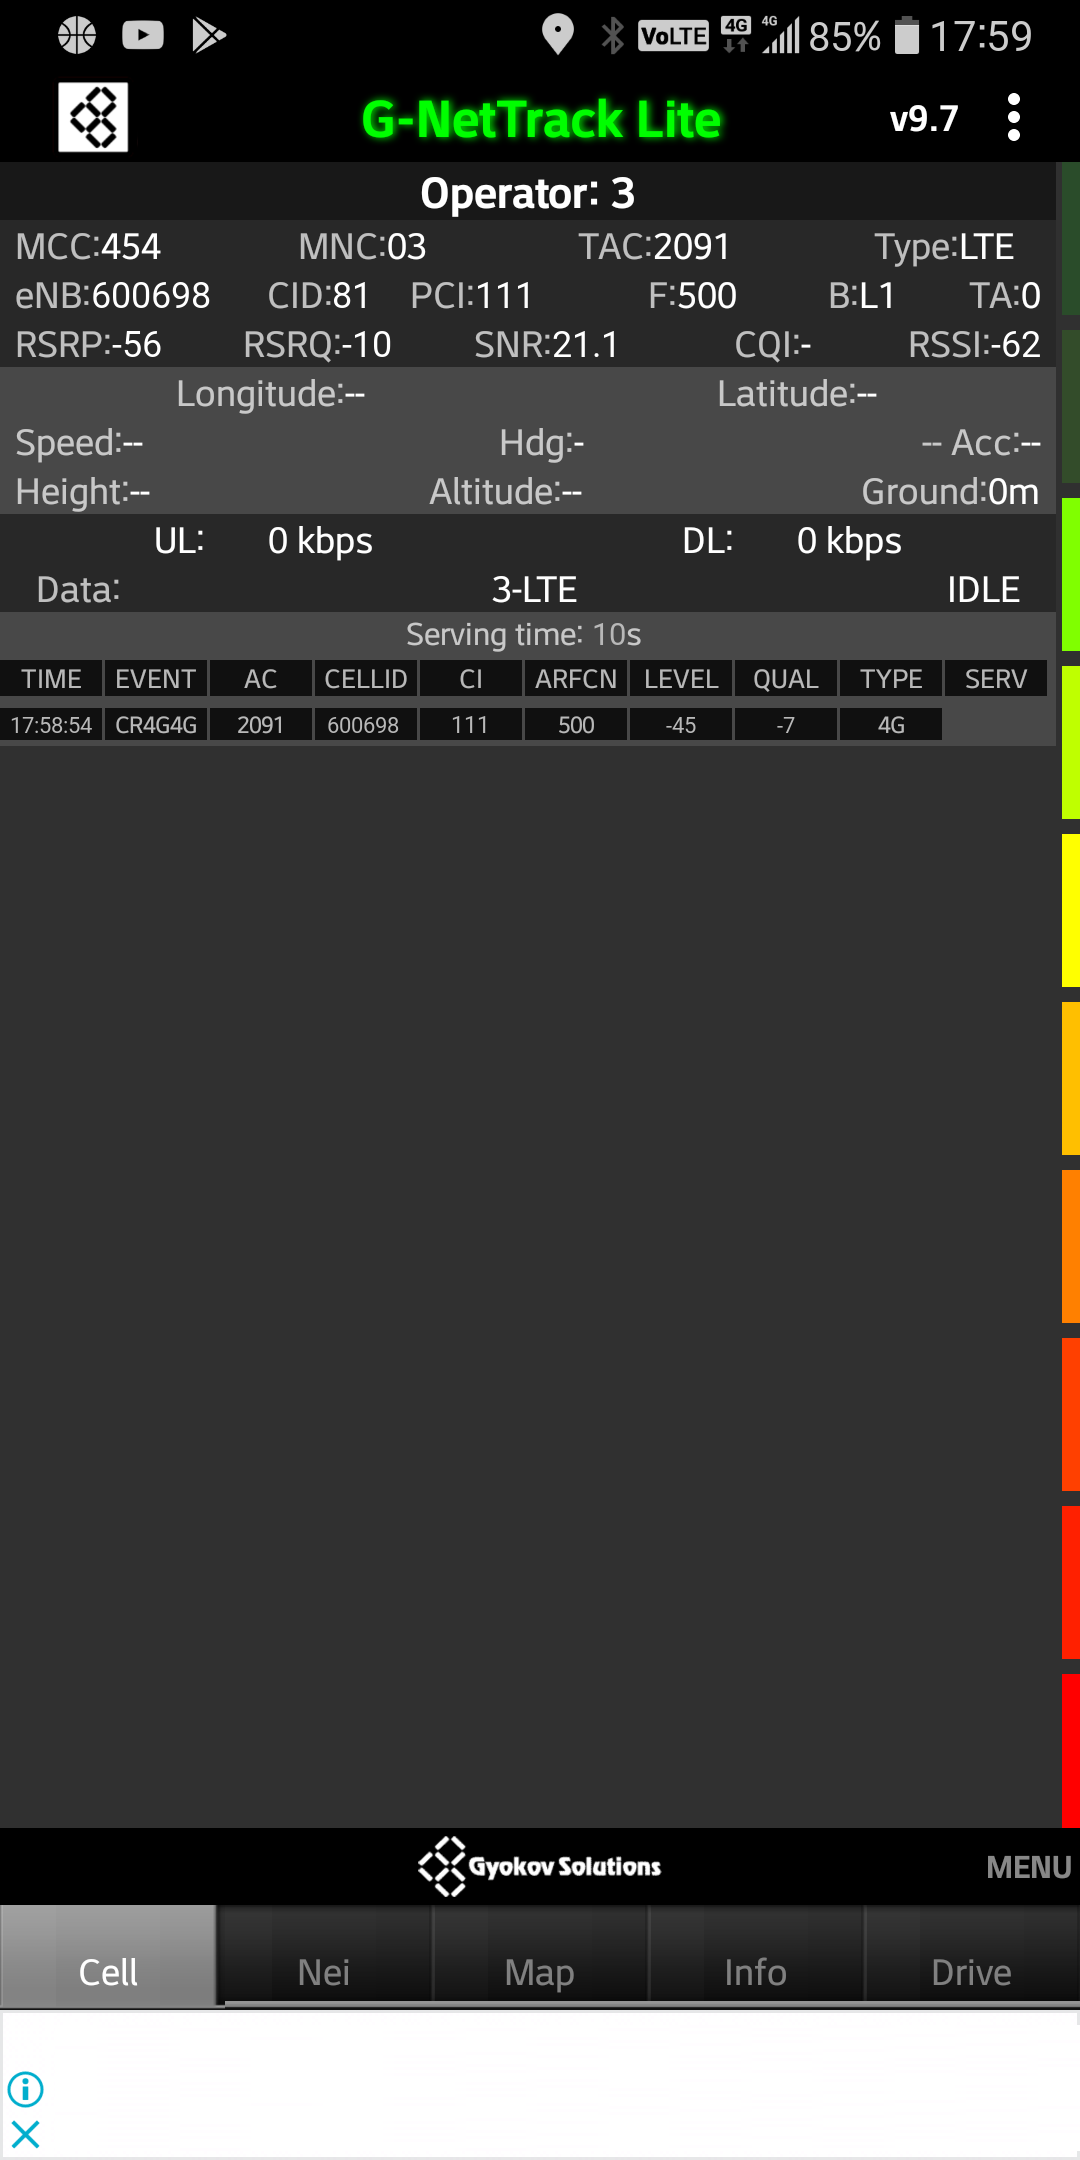 VoLTE 4G 4G 85% 17:59
G-NetTrack Lite v9.7
Operator: 3
MCC:454 MNC:03 TAC:2091 Type:LTE
eNB:600698 CID:81 PCI:111 F:500 B:L1 TA:0
RSRP:-56 RSRQ:-10 SNR:21.1 CQI:- RSSI:-62
Longitude:-- Latitude:--
Speed:-- Hdg:- -- Acc:--
Height:-- Altitude:-- Ground:0m
UL: 0 kbps DL: 0 kbps
Data: 3-LTE IDLE
Serving time: 10s
TIME EVENT AC CELLID CI ARFCN LEVEL QUAL TYPE SERV
17:58:54 CR4G4G 2091 600698 111 500 -45 -7 4G
Gyokov Solutions MENU
Cell Nei Map Info Drive